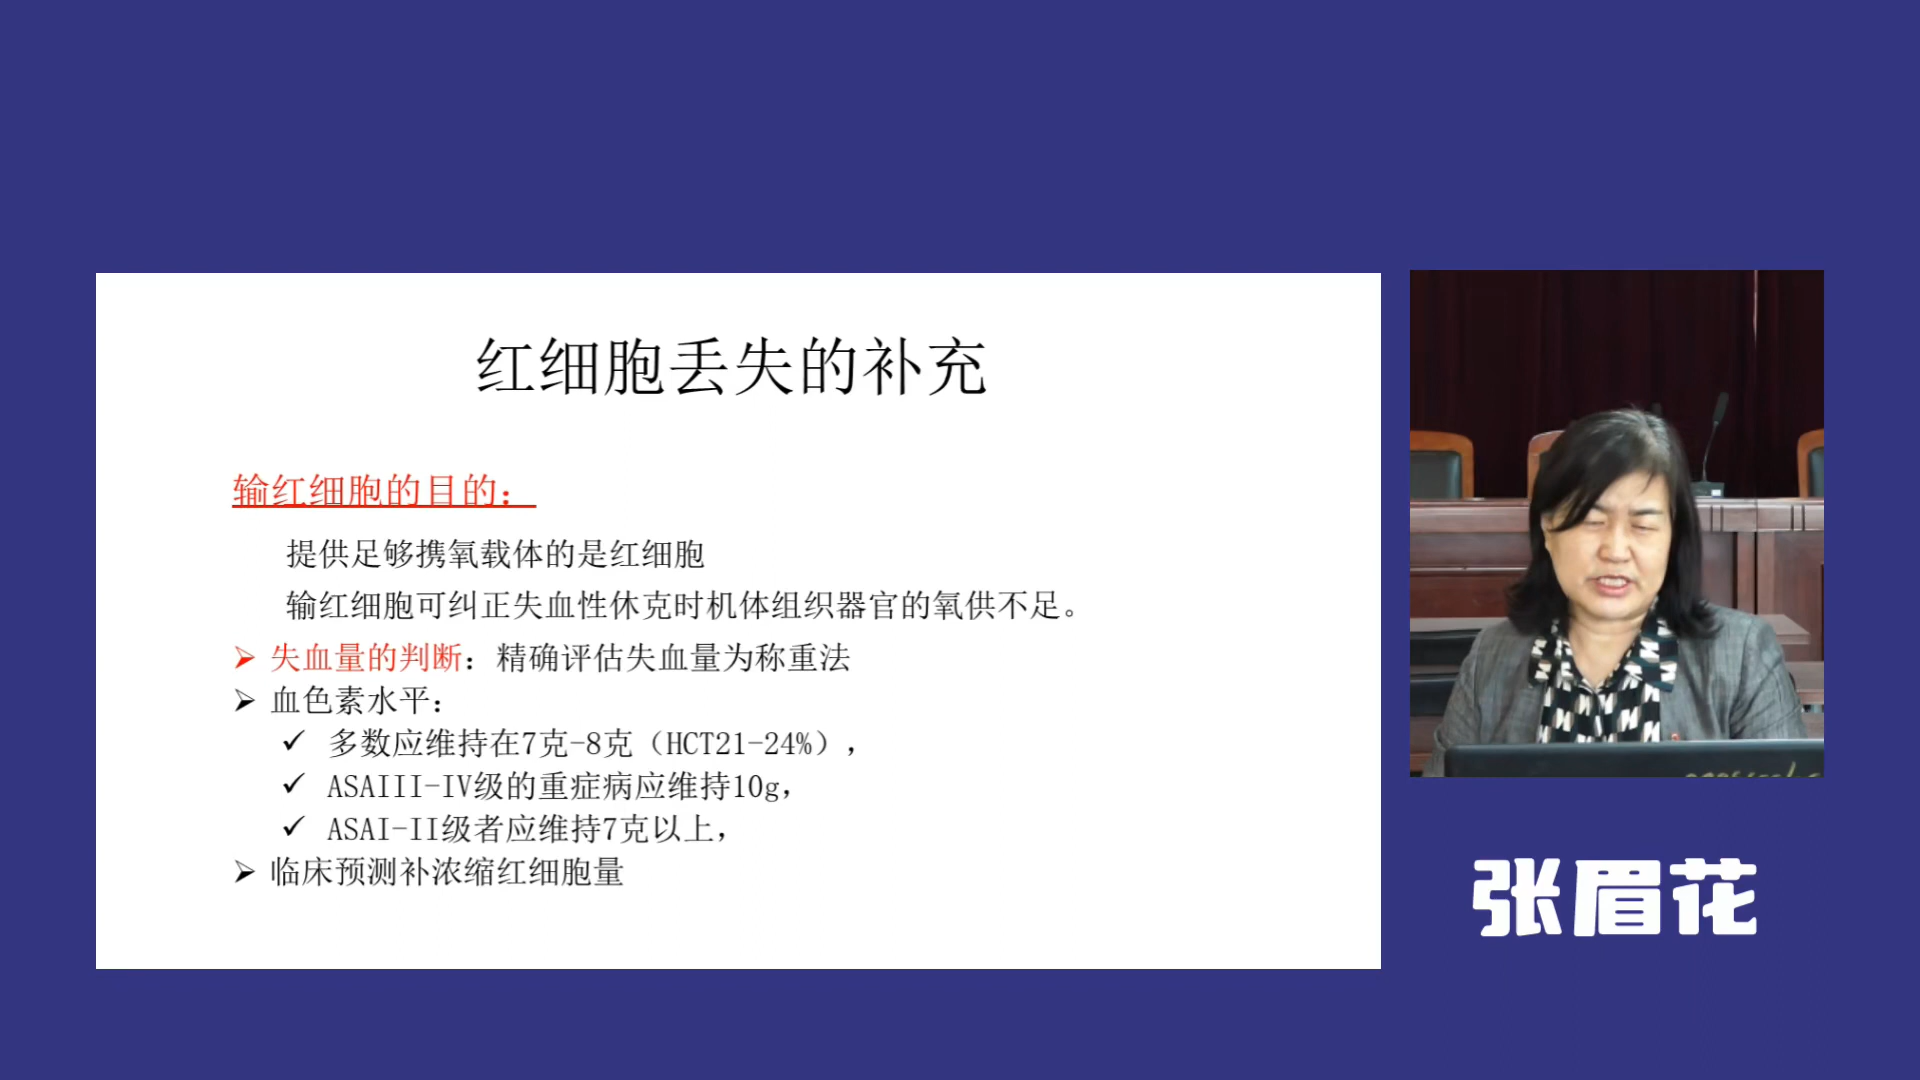 红细胞丢失的补充
输红细胞的目的：
提供足够携氧载体的是红细胞
输红细胞可纠正失血性休克时机体组织器官的氧供不足。
失血量的判断：精确评估失血量为称重法
血色素水平：
多数应维持在7克-8克（HCT21-24%），
ASAIII-IV级的重症病应维持10g，
ASAI-II级者应维持7克以上，
临床预测补浓缩红细胞量
张眉花